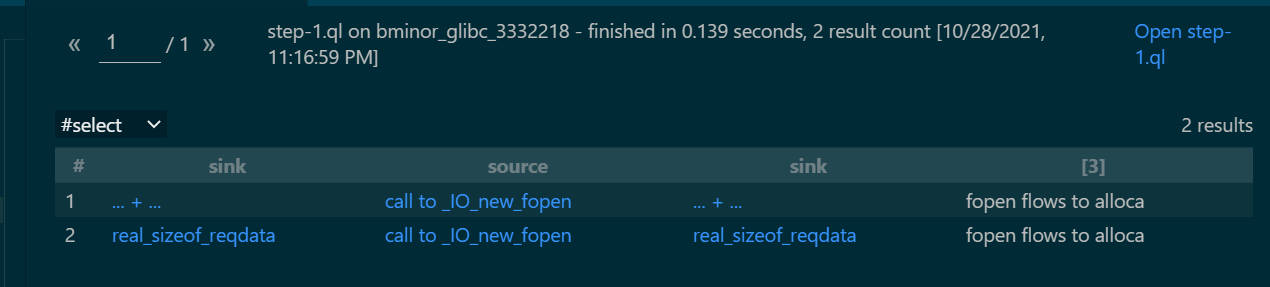 « 1 / 1 » step-1.ql on bminor_glibc_3332218 - finished in 0.139 seconds, 2 result count [10/28/2021, Open step-
11:16:59 PM] 1.ql
#select 2 results
# sink source sink [3]
1 ... + ... call to _IO_new_fopen ... + ... fopen flows to alloca
2 real_sizeof_reqdata call to _IO_new_fopen real_sizeof_reqdata fopen flows to alloca